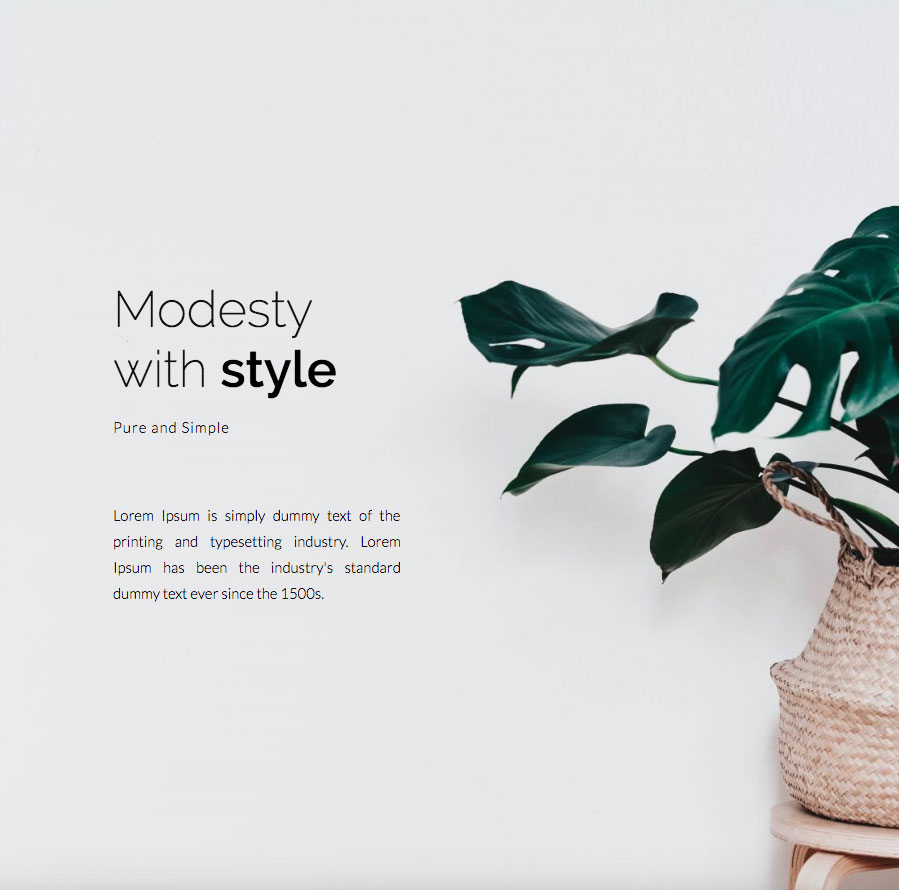 Modesty
with style
Pure and Simple
Lorem Ipsum is simply dummy text of the
printing and typesetting industry. Lorem
Ipsum has been the industry's standard
dummy text ever since the 1500s.